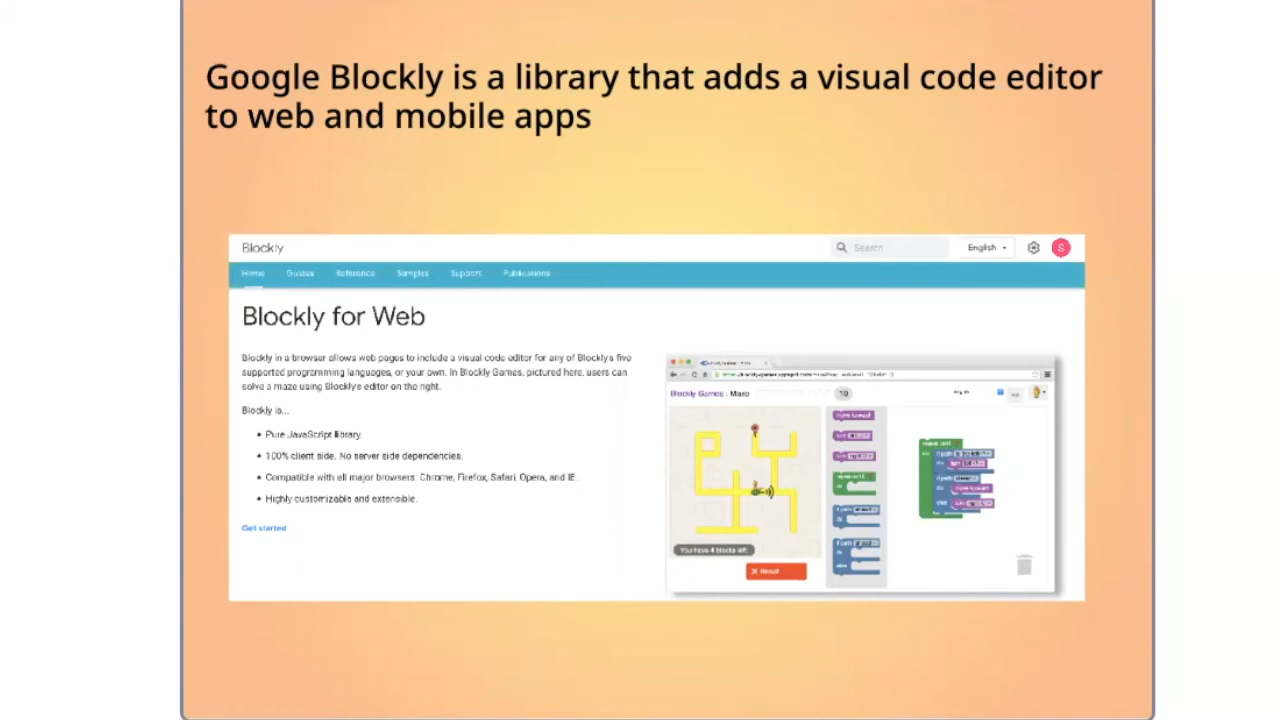 Google Blockly is a library that adds a visual code editor
to web and mobile apps
Blockly
Search
English
S
Home Guides Reference Samples Support Publications
Blockly for Web
Blockly in a browser allows web pages to include a visual code editor for any of Blockly's five
supported programming languages, or your own. In Blockly Games, pictured here, users can
solve a maze using Blockly's editor on the right.
Blockly is...
• Pure JavaScript library.
• 100% client side. No server side dependencies.
• Compatible with all major browsers: Chrome, Firefox, Safari, Opera, and IE.
• Highly customizable and extensible.
Get started
Blockly Games : Maze
10
move forward
You have 4 blocks left.
Reset